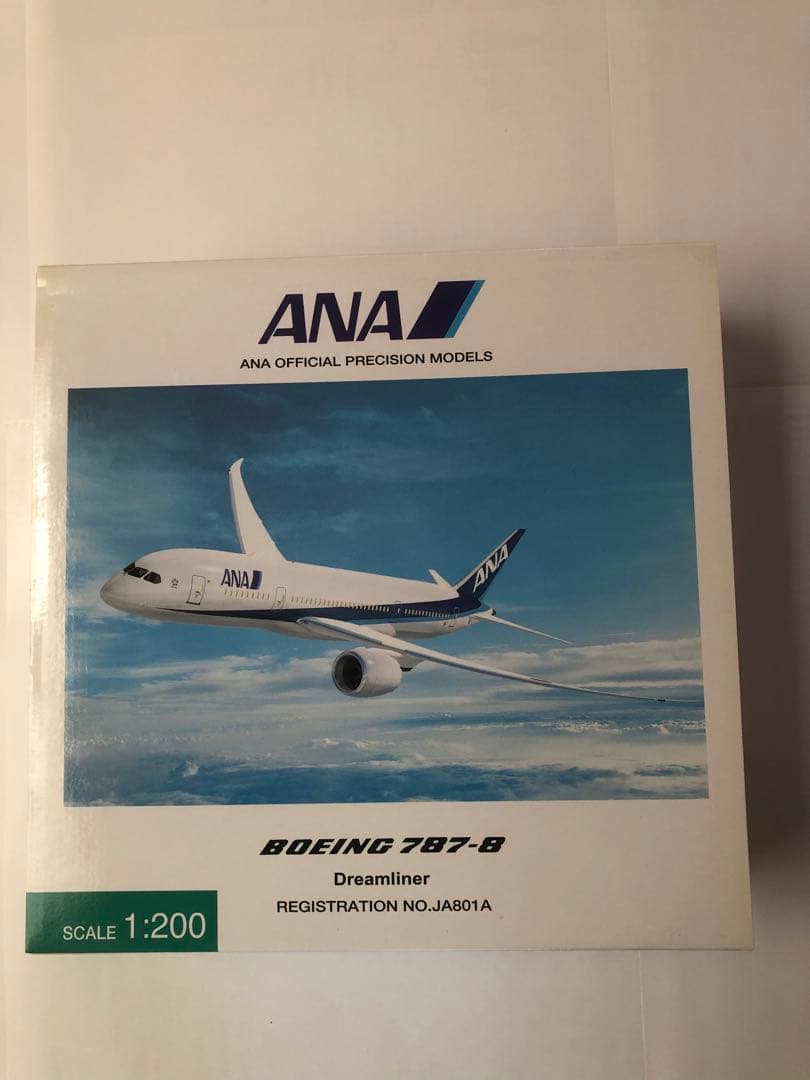 ANA
ANA OFFICIAL PRECISION MODELS
ANA
ANA
BOEING 787-8
Dreamliner
REGISTRATION NO.JA801A
SCALE 1:200